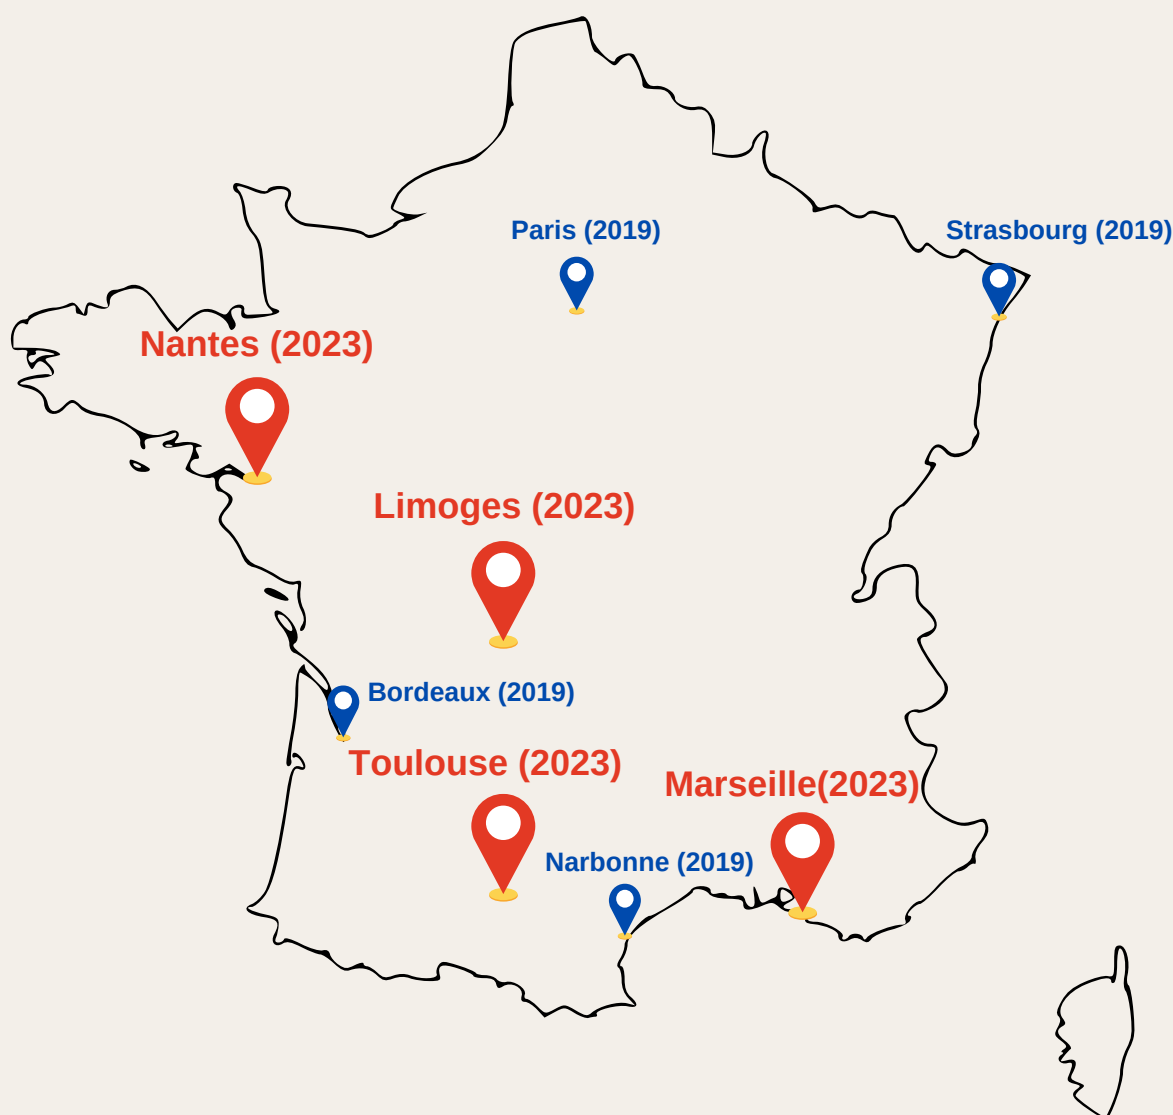 Paris (2019)
Strasbourg (2019)
Nantes (2023)
Limoges (2023)
Bordeaux (2019)
Toulouse (2023)
Marseille(2023)
Narbonne (2019)